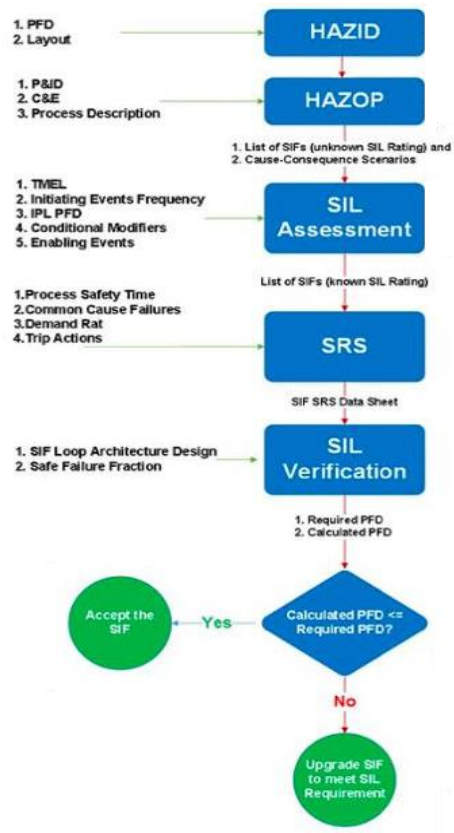 1. PFD
2. Layout
HAZID
1. P&ID
2. C&E
3. Process Description
HAZOP
1. List of SIFs (unknown SIL Rating) and
2. Cause-Consequence Scenarios
1. TMEL
2. Initiating Events Frequency
3. IPL PFD
4. Conditional Modifiers
5. Enabling Events
SIL
Assessment
List of SIFs (known SIL Rating)
1.Process Safety Time
2.Common Cause Failures
3.Demand Rat
4.Trip Actions
SRS
SIF SRS Data Sheet
1. SIF Loop Architecture Design
2. Safe Failure Fraction
SIL
Verification
1. Required PFD
2. Calculated PFD
Accept the
SIF
Yes
Calculated PFD <=
Required PFD?
No
Upgrade SIF
to meet SIL
Requirement